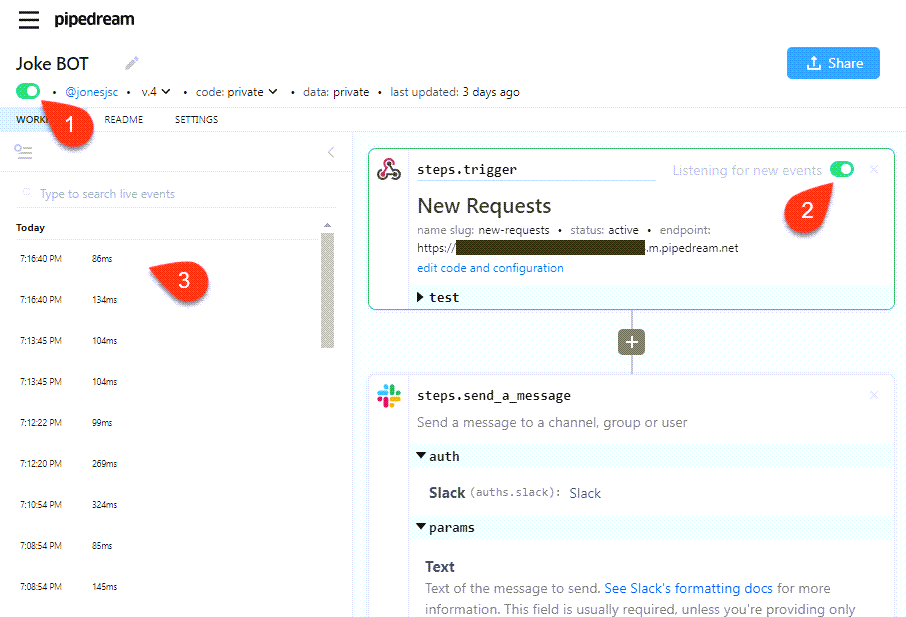 pipedream
Joke BOT
Share
• @jonesjsc • v.4 • code: private • data: private • last updated: 3 days ago
1
README
SETTINGS
steps.trigger
Listening for new events
2
Type to search live events
New Requests
name slug: new-requests • status: active • endpoint:
https:// .m.pipedream.net
edit code and configuration
test
Today
7:16:40 PM 86ms
3
7:16:40 PM 134ms
7:13:45 PM 104ms
7:13:45 PM 104ms
7:12:22 PM 99ms
7:12:20 PM 269ms
7:10:54 PM 324ms
7:08:54 PM 85ms
7:08:54 PM 145ms
+
steps.send_a_message
Send a message to a channel, group or user
auth
Slack (auths.slack): Slack
params
Text
Text of the message to send. See Slack's formatting docs for more
information. This field is usually required, unless you're providing only